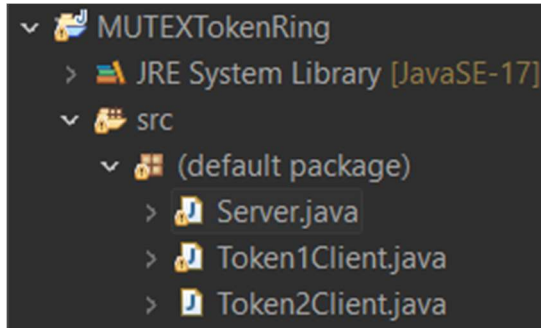 MUTEXTokenRing
JRE System Library [JavaSE-17]
src
(default package)
Server.java
Token1Client.java
Token2Client.java